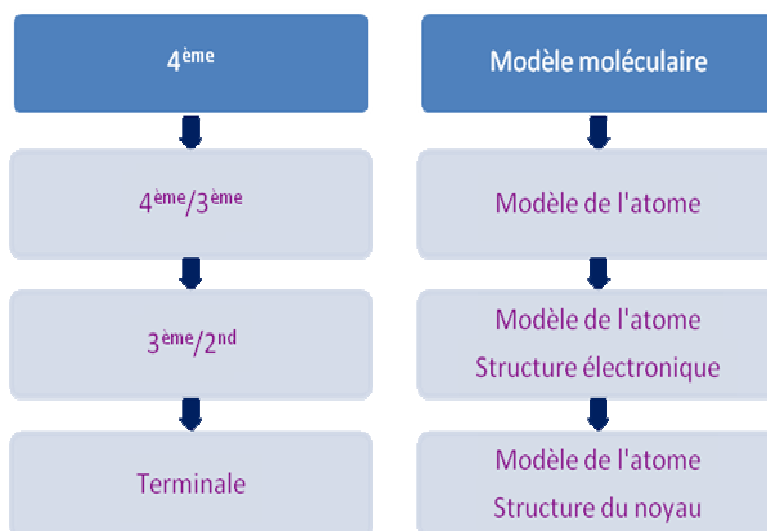 4ème
Modèle moléculaire
4ème/3ème
Modèle de l'atome
3ème/2nd
Modèle de l'atome
Structure électronique
Terminale
Modèle de l'atome
Structure du noyau